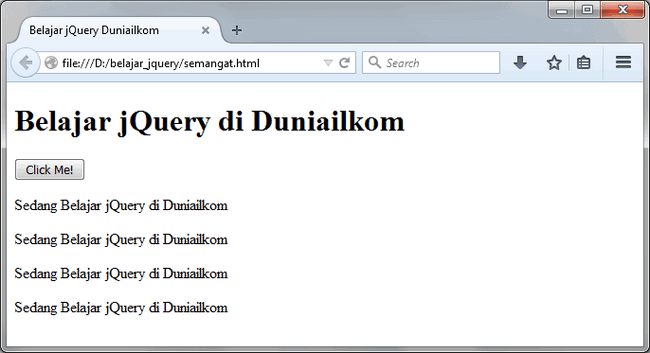 Belajar jQuery Duniailkom
file:///D:/belajar_jquery/semangat.html
Search
Belajar jQuery di Duniailkom
Click Me!
Sedang Belajar jQuery di Duniailkom
Sedang Belajar jQuery di Duniailkom
Sedang Belajar jQuery di Duniailkom
Sedang Belajar jQuery di Duniailkom